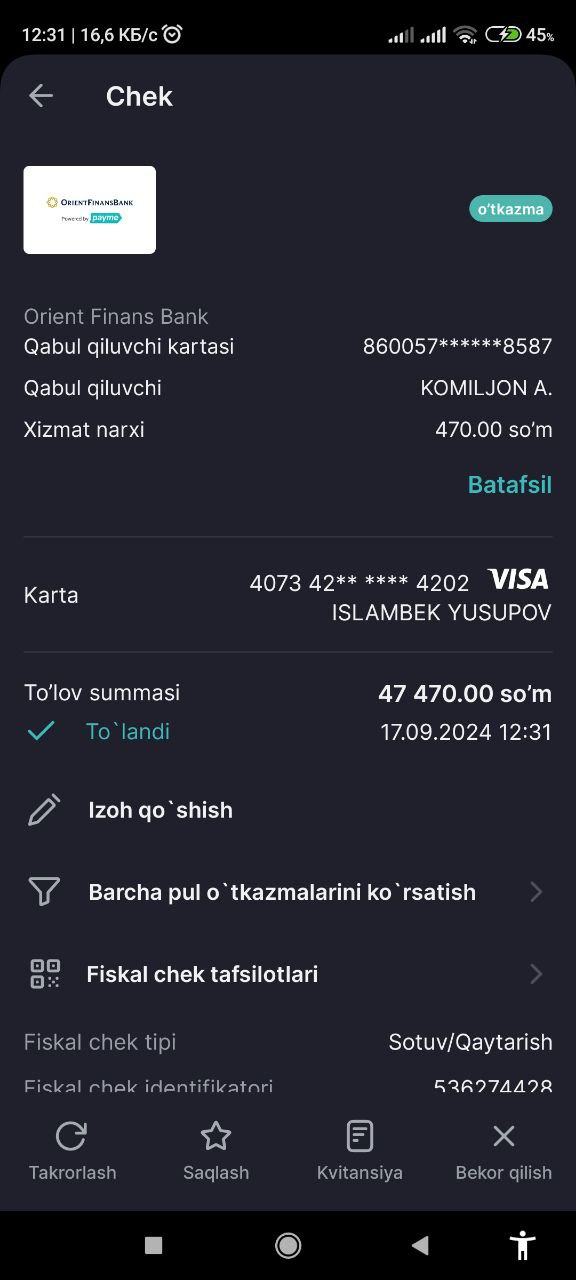 12:31 | 16,6 КБ/с 45%
Chek
ORIENTFINANSBANK
Powered by payme
o’tkazma
Orient Finans Bank
Qabul qiluvchi kartasi 860057******8587
Qabul qiluvchi KOMILJON A.
Xizmat narxi 470.00 so’m
Batafsil
Karta 4073 42** **** 4202 VISA
ISLAMBEK YUSUPOV
To’lov summasi 47 470.00 so’m
To`landi 17.09.2024 12:31
Izoh qo`shish
Barcha pul o`tkazmalarini ko`rsatish
Fiskal chek tafsilotlari
Fiskal chek tipi Sotuv/Qaytarish
Fiskal chek identifikatori 536274428
Takrorlash Saqlash Kvitansiya Bekor qilish